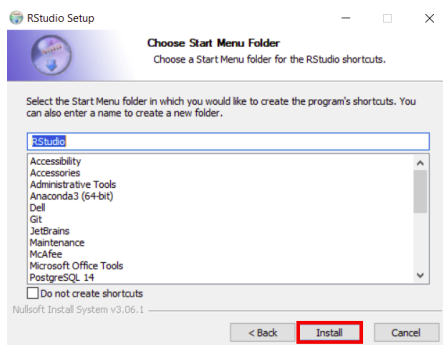 RStudio Setup
Choose Start Menu Folder
Choose a Start Menu folder for the RStudio shortcuts.
Select the Start Menu folder in which you would like to create the program's shortcuts. You
can also enter a name to create a new folder.
RStudio
Accessibility
Accessories
Administrative Tools
Anaconda3 (64-bit)
Dell
Git
JetBrains
Maintenance
McAfee
Microsoft Office Tools
PostgreSQL 14
Do not create shortcuts
Nullsoft Install System v3.06.1
< Back Install Cancel